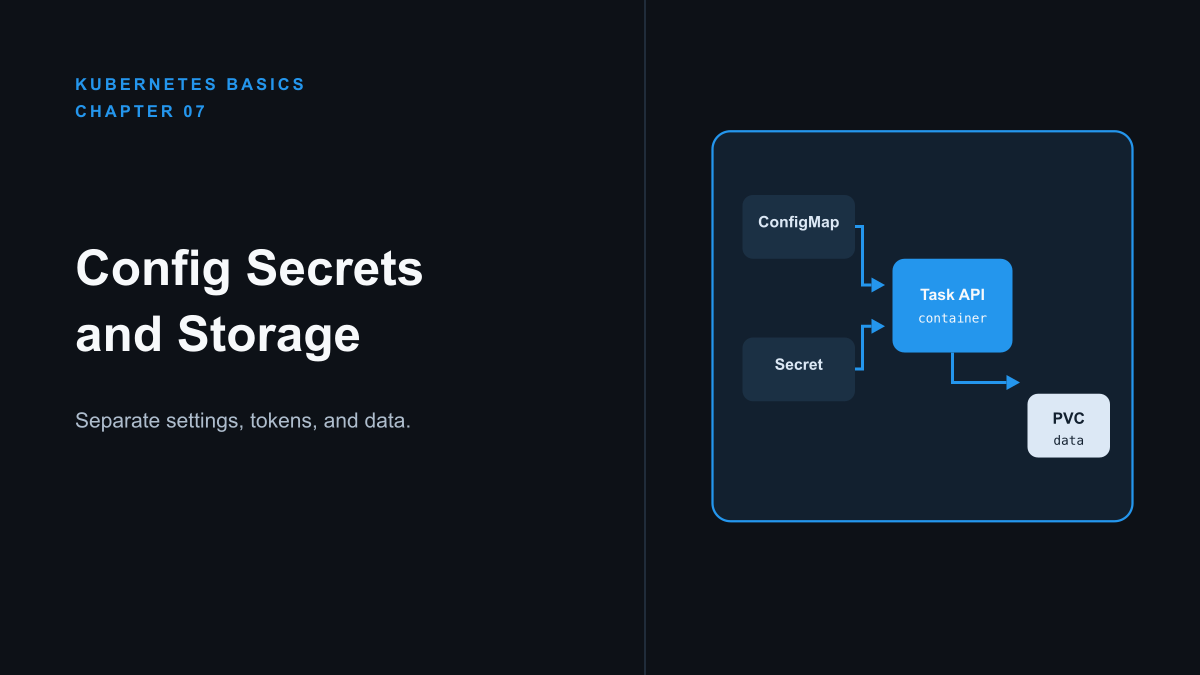 KUBERNETES BASICS
CHAPTER 07
Config Secrets
and Storage
Separate settings, tokens, and data.
ConfigMap
Task API
container
Secret
PVC
data